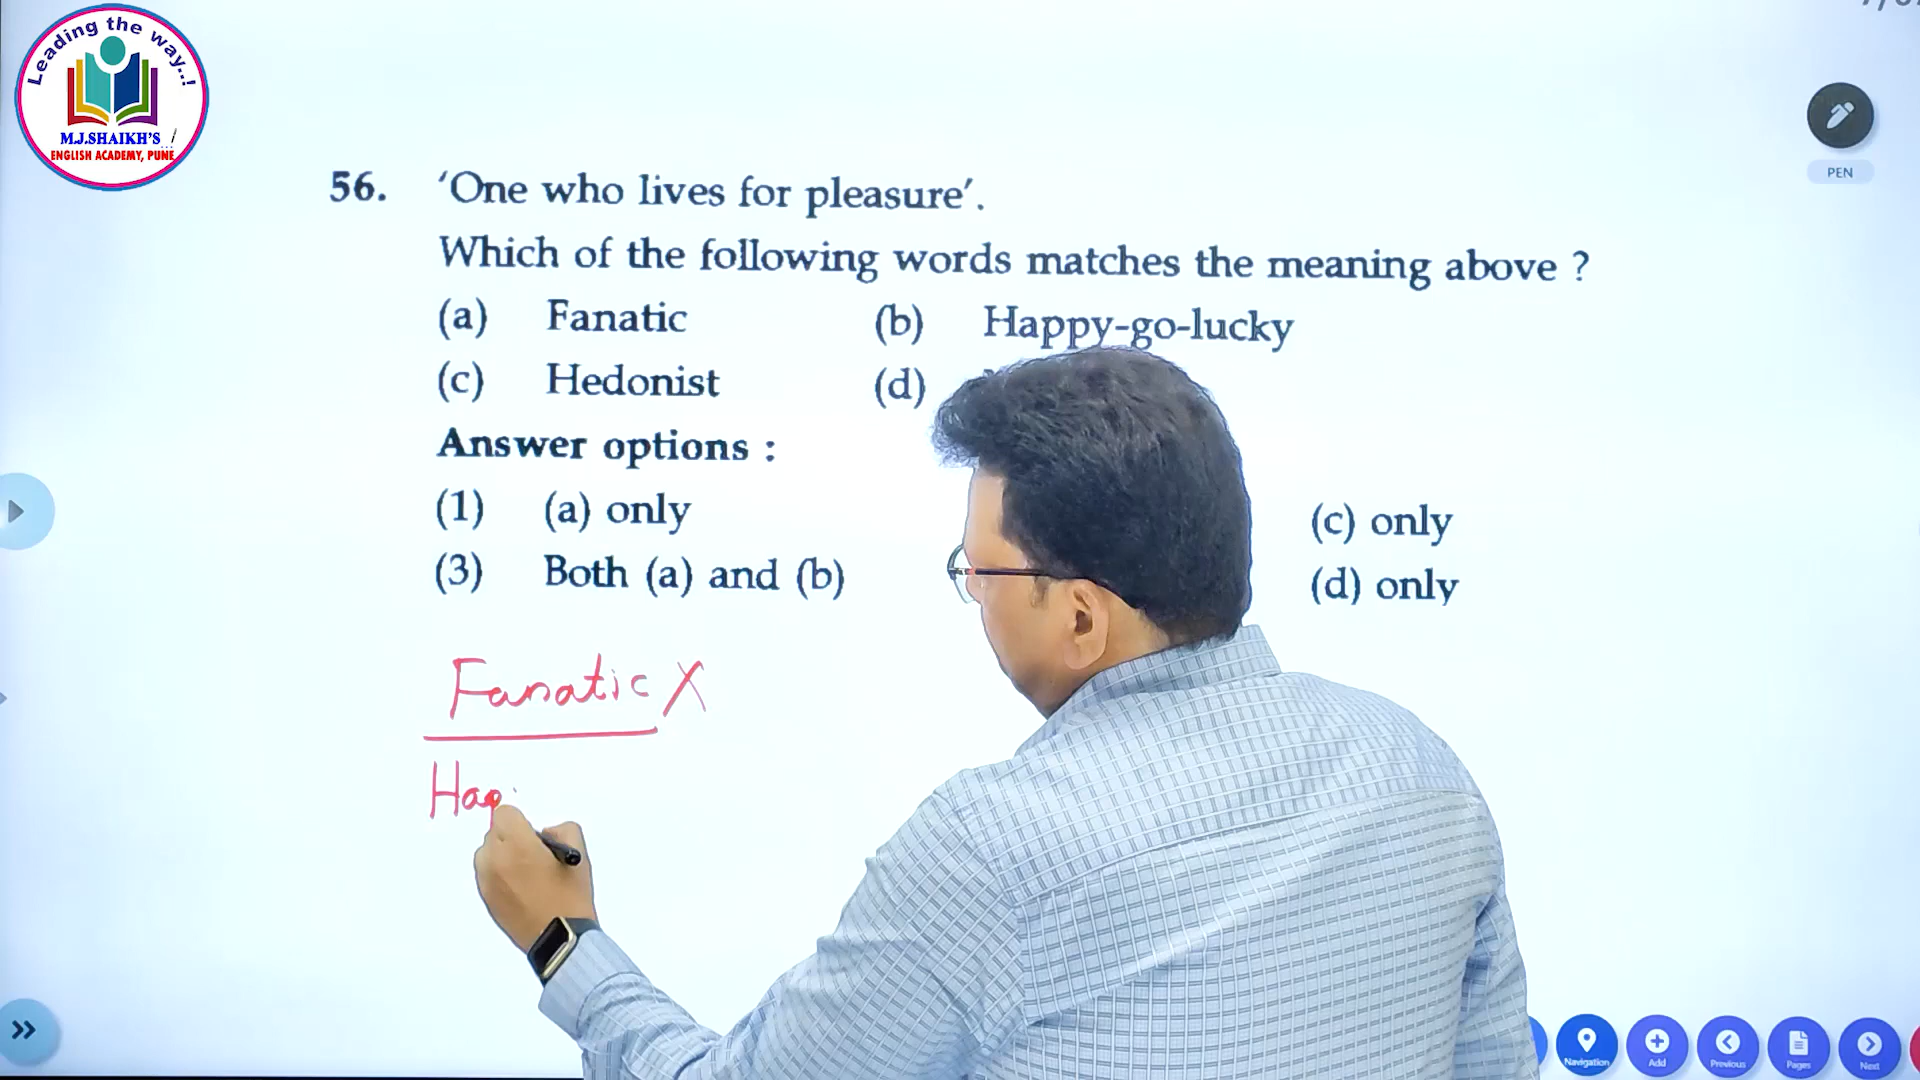 Leading the way..!
M.J.SHAIKH'S
ENGLISH ACADEMY, PUNE
PEN
56. ‘One who lives for pleasure’.
Which of the following words matches the meaning above ?
(a) Fanatic (b) Happy-go-lucky
(c) Hedonist (d)
Answer options :
(1) (a) only (c) only
(3) Both (a) and (b) (d) only
Fanatic X
Hap
Navigation Add Previous Pages Next